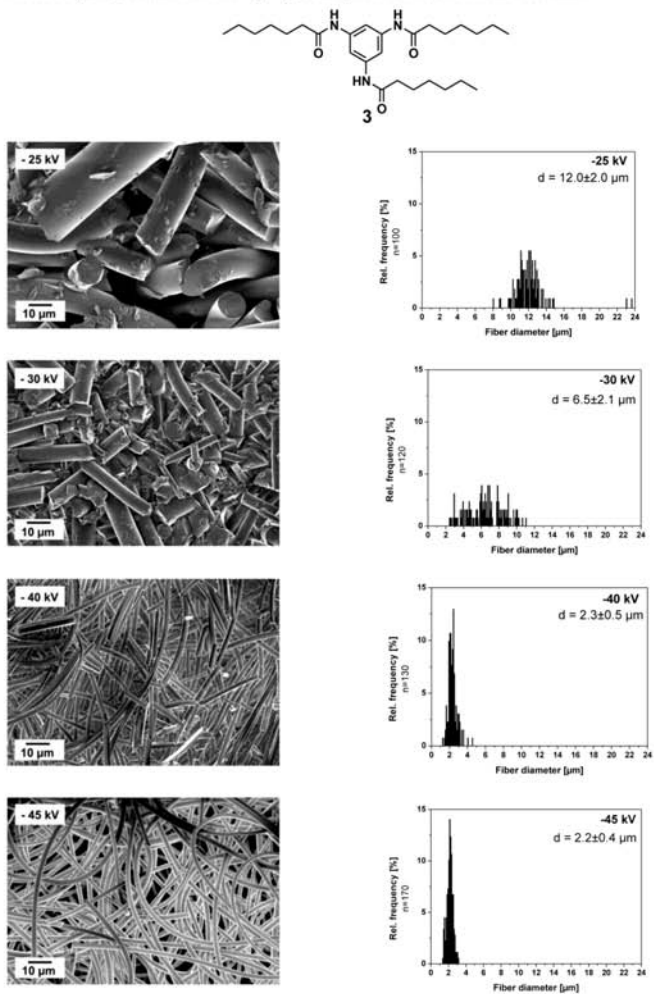 H
N
O
H
N
O
HN
O
3
- 25 kV
10 µm
-25 kV
d = 12.0±2.0 µm
Rel. frequency [%]
n=100
15
10
5
0
0 2 4 6 8 10 12 14 16 18 20 22 24
Fiber diameter [µm]
- 30 kV
10 µm
-30 kV
d = 6.5±2.1 µm
Rel. frequency [%]
n=120
15
10
5
0
0 2 4 6 8 10 12 14 16 18 20 22 24
Fiber diameter [µm]
- 40 kV
10 µm
-40 kV
d = 2.3±0.5 µm
Rel. frequency [%]
n=130
15
10
5
0
0 2 4 6 8 10 12 14 16 18 20 22 24
Fiber diameter [µm]
- 45 kV
10 µm
-45 kV
d = 2.2±0.4 µm
Rel. frequency [%]
n=170
15
10
5
0
0 2 4 6 8 10 12 14 16 18 20 22 24
Fiber diameter [µm]